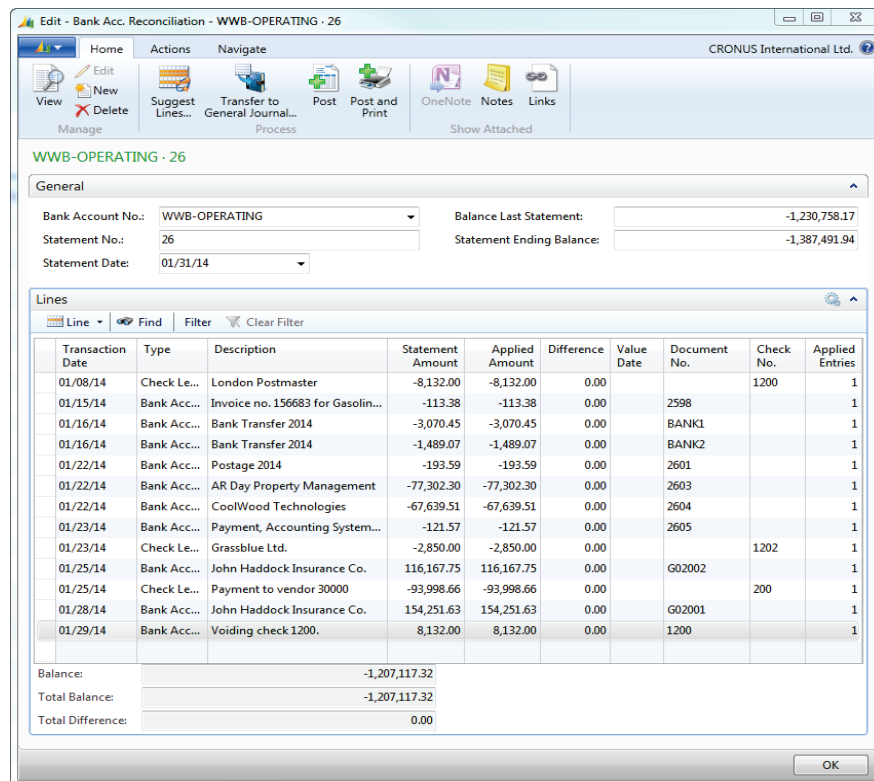 Edit - Bank Acc. Reconciliation - WWB-OPERATING · 26
Home Actions Navigate CRONUS International Ltd.
View Edit New Delete
Suggest Lines... Transfer to General Journal... Post Post and Print
OneNote Notes Links
Manage Process Show Attached
WWB-OPERATING · 26
General
Bank Account No.: WWB-OPERATING Balance Last Statement: -1,230,758.17
Statement No.: 26 Statement Ending Balance: -1,387,491.94
Statement Date: 01/31/14
Lines
Line Find Filter Clear Filter
Transaction Date Type Description Statement Amount Applied Amount Difference Value Date Document No. Check No. Applied Entries
01/08/14 Check Le... London Postmaster -8,132.00 -8,132.00 0.00 1200 1
01/15/14 Bank Acc... Invoice no. 156683 for Gasolin... -113.38 -113.38 0.00 2598 1
01/16/14 Bank Acc... Bank Transfer 2014 -3,070.45 -3,070.45 0.00 BANK1 1
01/16/14 Bank Acc... Bank Transfer 2014 -1,489.07 -1,489.07 0.00 BANK2 1
01/22/14 Bank Acc... Postage 2014 -193.59 -193.59 0.00 2601 1
01/22/14 Bank Acc... AR Day Property Management -77,302.30 -77,302.30 0.00 2603 1
01/22/14 Bank Acc... CoolWood Technologies -67,639.51 -67,639.51 0.00 2604 1
01/23/14 Bank Acc... Payment, Accounting System... -121.57 -121.57 0.00 2605 1
01/23/14 Check Le... Grassblue Ltd. -2,850.00 -2,850.00 0.00 1202 1
01/25/14 Bank Acc... John Haddock Insurance Co. 116,167.75 116,167.75 0.00 G02002 1
01/25/14 Check Le... Payment to vendor 30000 -93,998.66 -93,998.66 0.00 200 1
01/28/14 Bank Acc... John Haddock Insurance Co. 154,251.63 154,251.63 0.00 G02001 1
01/29/14 Bank Acc... Voiding check 1200. 8,132.00 8,132.00 0.00 1200 1
Balance: -1,207,117.32
Total Balance: -1,207,117.32
Total Difference: 0.00
OK